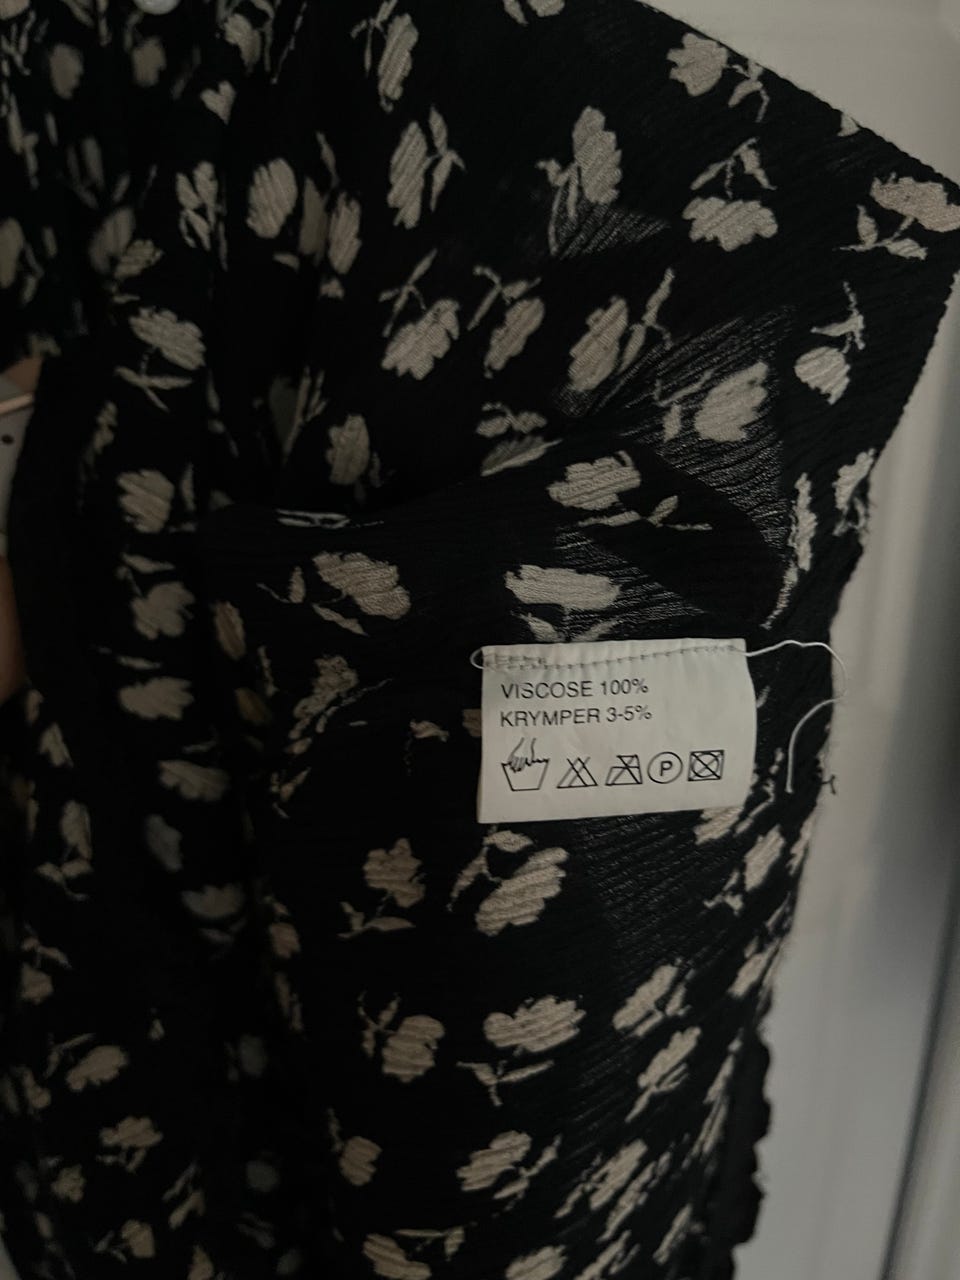 VISCOSE 100%
KRYMPER 3-5%
P